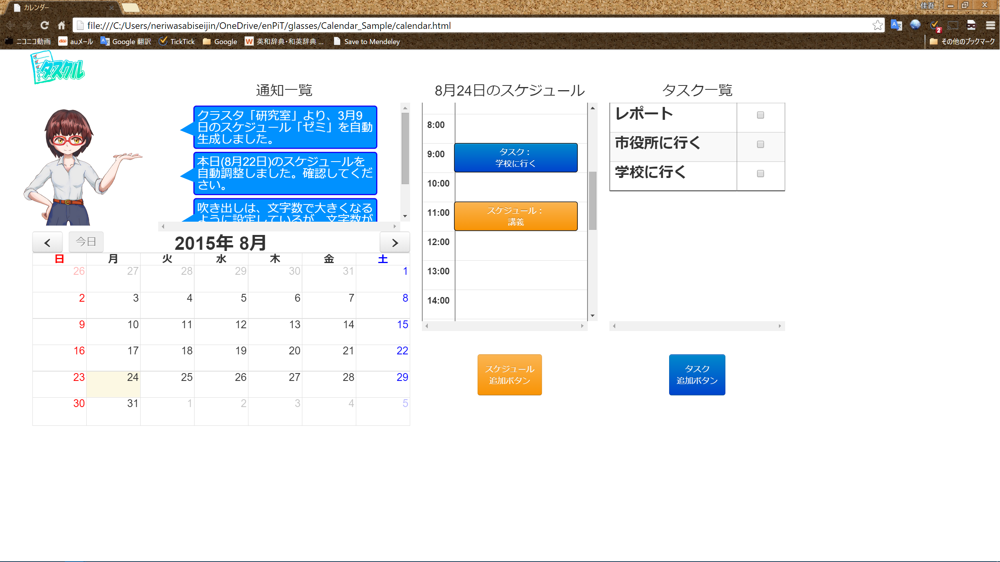 カレンダー
佳吾
file:///C:/Users/neriwasabiseijin/OneDrive/enPiT/glasses/Calendar_Sample/calendar.html
2
ニコニコ動画 au auメール Google 翻訳 TickTick Google W 英和辞典・和英辞典 ... Save to Mendeley その他のブックマーク
タスクル
通知一覧
クラスタ「研究室」より、3月9
日のスケジュール「ゼミ」を自動
生成しました。
本日(8月22日)のスケジュールを
自動調整しました。確認してくだ
さい。
吹き出しは、文字数で大きくなる
ように設定しているが、文字数が
今日
2015年 8月
日 月 火 水 木 金 土
26 27 28 29 30 31 1
2 3 4 5 6 7 8
9 10 11 12 13 14 15
16 17 18 19 20 21 22
23 24 25 26 27 28 29
30 31 1 2 3 4 5
8月24日のスケジュール
8:00
9:00
タスク：
学校に行く
10:00
11:00
スケジュール：
講義
12:00
13:00
14:00
スケジュール
追加ボタン
タスク一覧
レポート
市役所に行く
学校に行く
タスク
追加ボタン